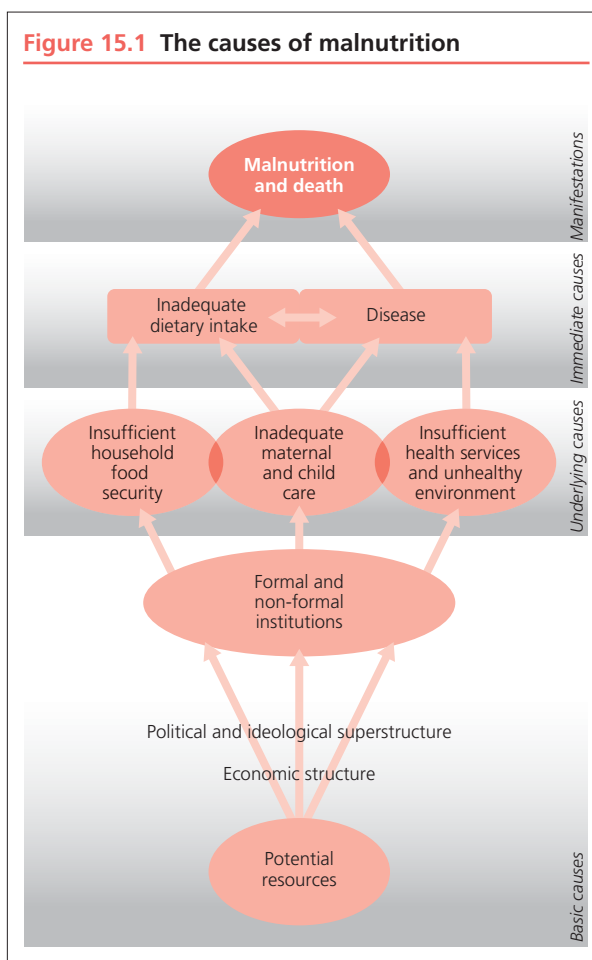 Figure 15.1 The causes of malnutrition
Malnutrition
and death
Manifestations
Inadequate
dietary intake
Disease
Immediate causes
Insufficient
household
food
security
Inadequate
maternal
and child
care
Insufficient
health services
and unhealthy
environment
Underlying causes
Formal and
non-formal
institutions
Political and ideological superstructure
Economic structure
Potential
resources
Basic causes